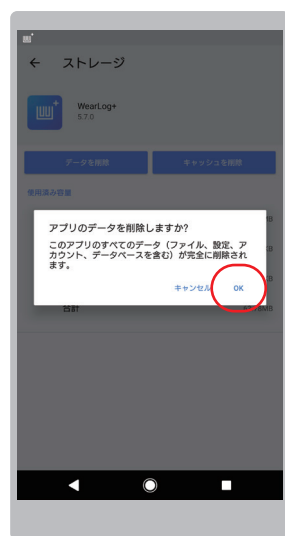 ストレージ
WearLog+
5.7.0
データを削除
キャッシュを削除
使用済み容量
アプリのデータを削除しますか?
このアプリのすべてのデータ（ファイル、設定、ア
カウント、データベースを含む）が完全に削除され
ます。
キャンセル
OK
合計